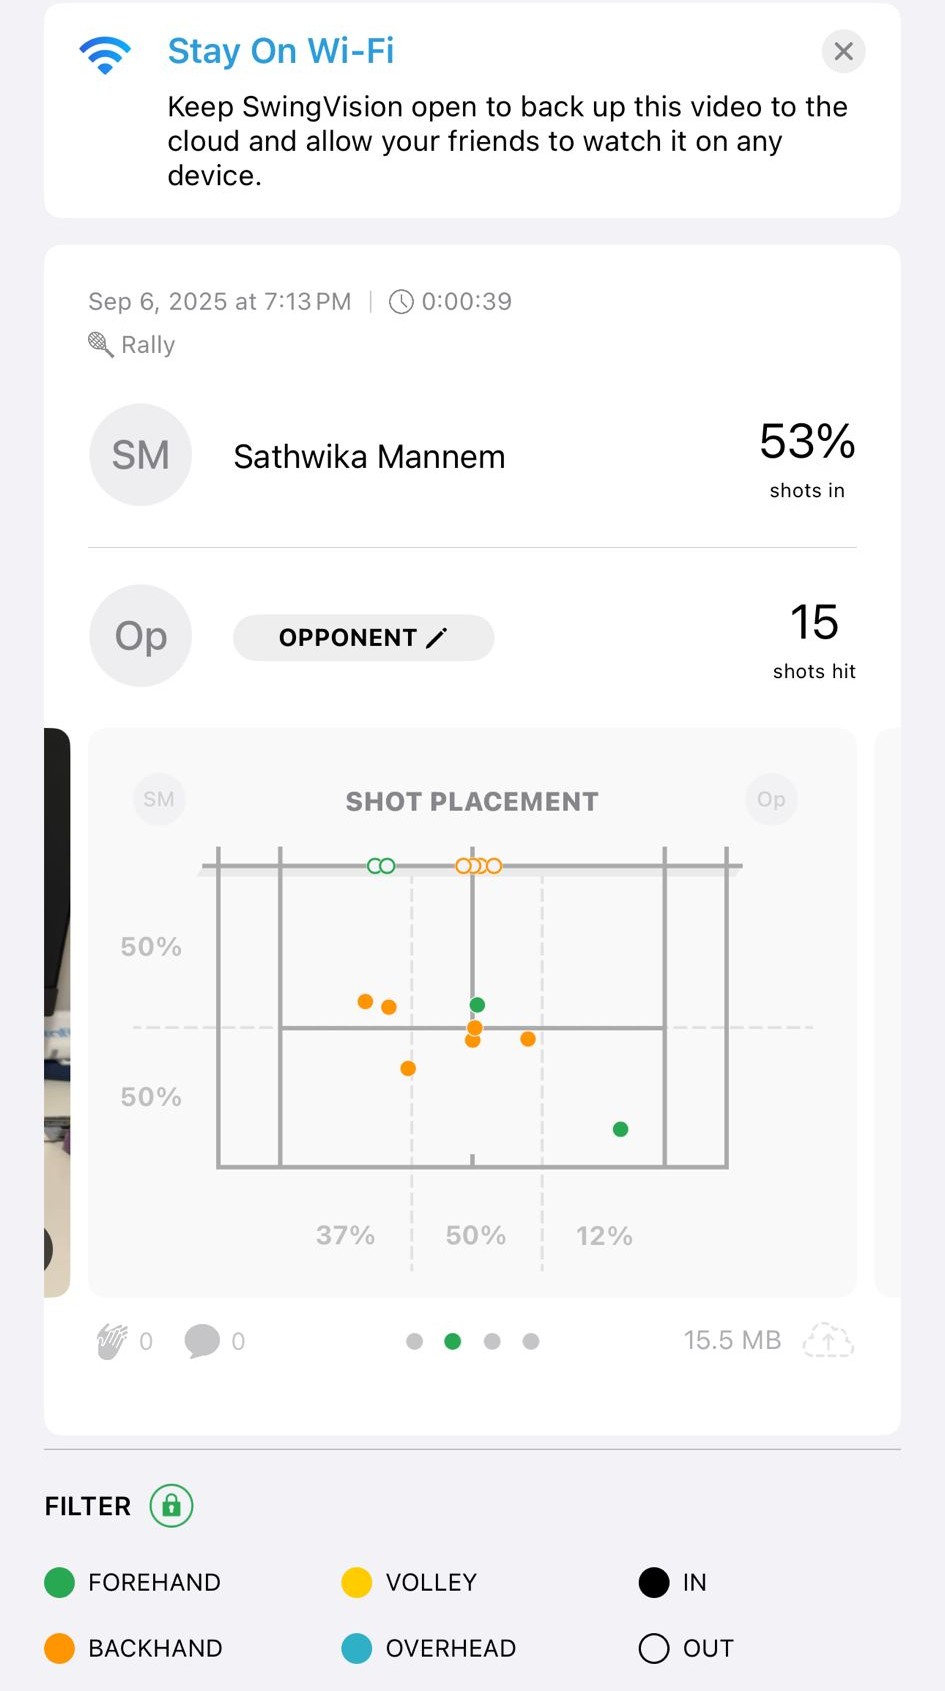 Stay On Wi-Fi
Keep SwingVision open to back up this video to the
cloud and allow your friends to watch it on any
device.
Sep 6, 2025 at 7:13 PM | 0:00:39
Rally
SM
Sathwika Mannem
53%
shots in
Op
OPPONENT
15
shots hit
SM
SHOT PLACEMENT
Op
50%
50%
37%
50%
12%
0
0
15.5 MB
FILTER
FOREHAND
VOLLEY
IN
BACKHAND
OVERHEAD
OUT